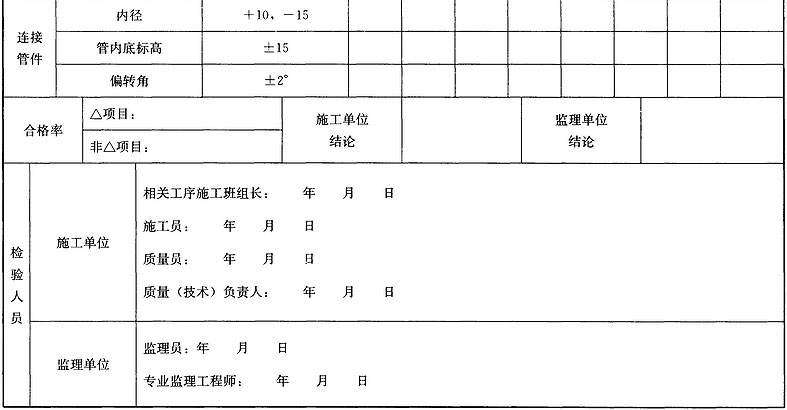 连接管件
内径 +10、-15
管内底标高 ±15
偏转角 ±2°
合格率
△项目：
非△项目：
施工单位结论
监理单位结论
检验人员
施工单位
相关工序施工班组长： 年 月 日
施工员： 年 月 日
质量员： 年 月 日
质量（技术）负责人： 年 月 日
监理单位
监理员：年 月 日
专业监理工程师： 年 月 日